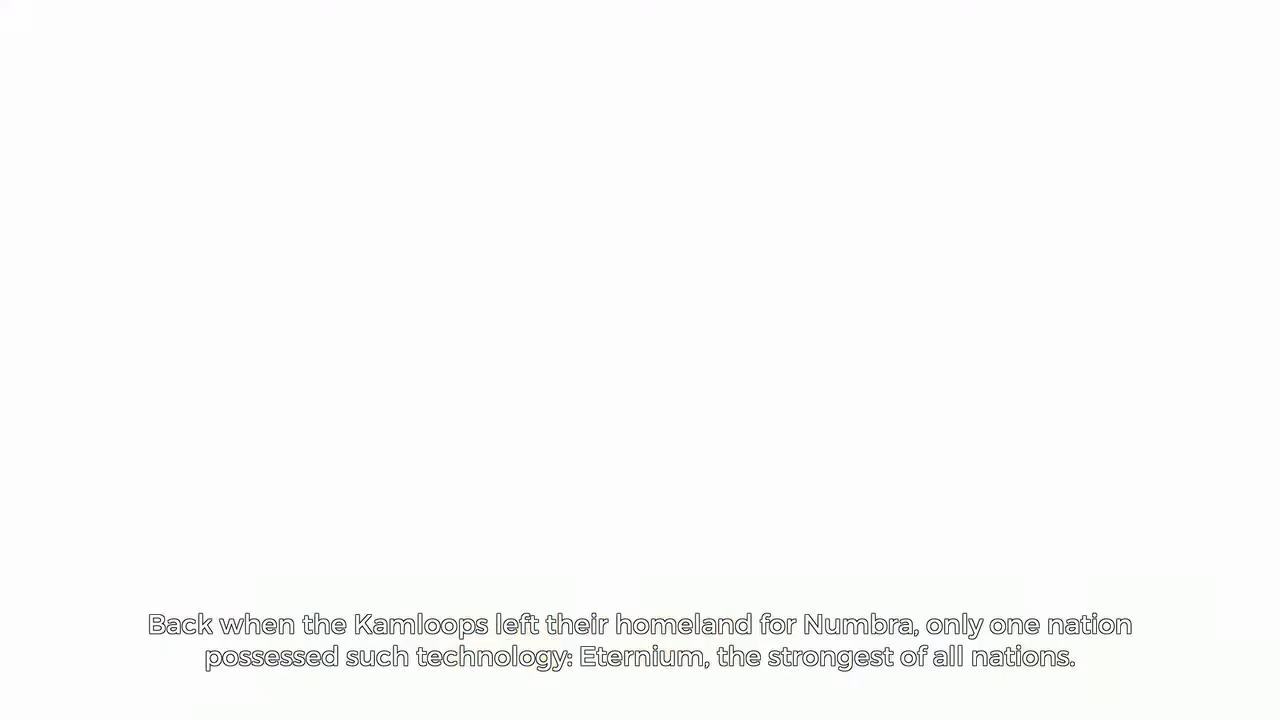 Back when the Kamloops left their homeland for Numbra, only one nation
possessed such technology: Eternium, the strongest of all nations.